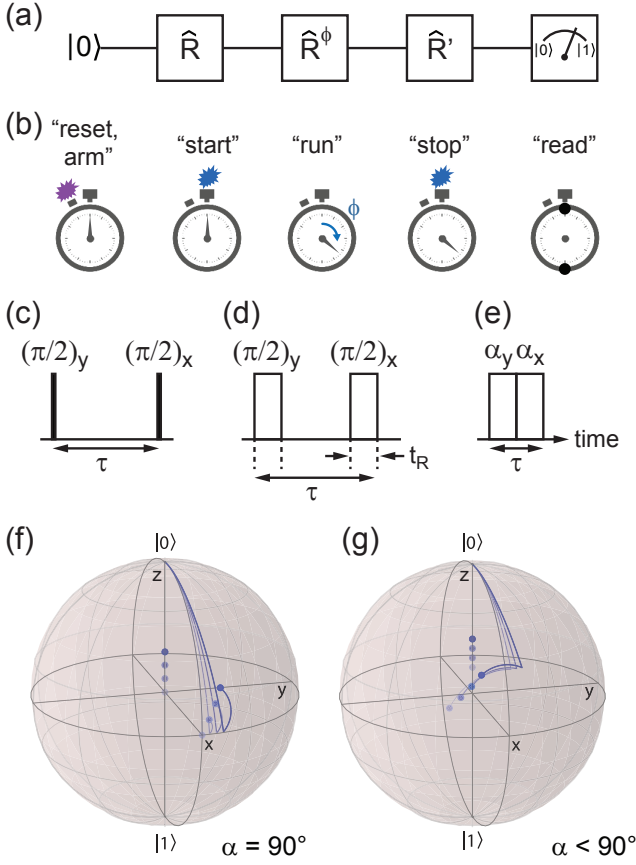 (a)
|0⟩ R̂ R̂^ϕ R̂’ |0⟩ |1⟩
(b)
“reset, arm” “start” “run” “stop” “read”
ϕ
(c) (d) (e)
(π/2)y (π/2)x (π/2)y (π/2)x αy αx
time
τ tR τ
τ
(f) (g)
|0⟩ |0⟩
z z
y y
x x
|1⟩ α = 90° |1⟩ α < 90°